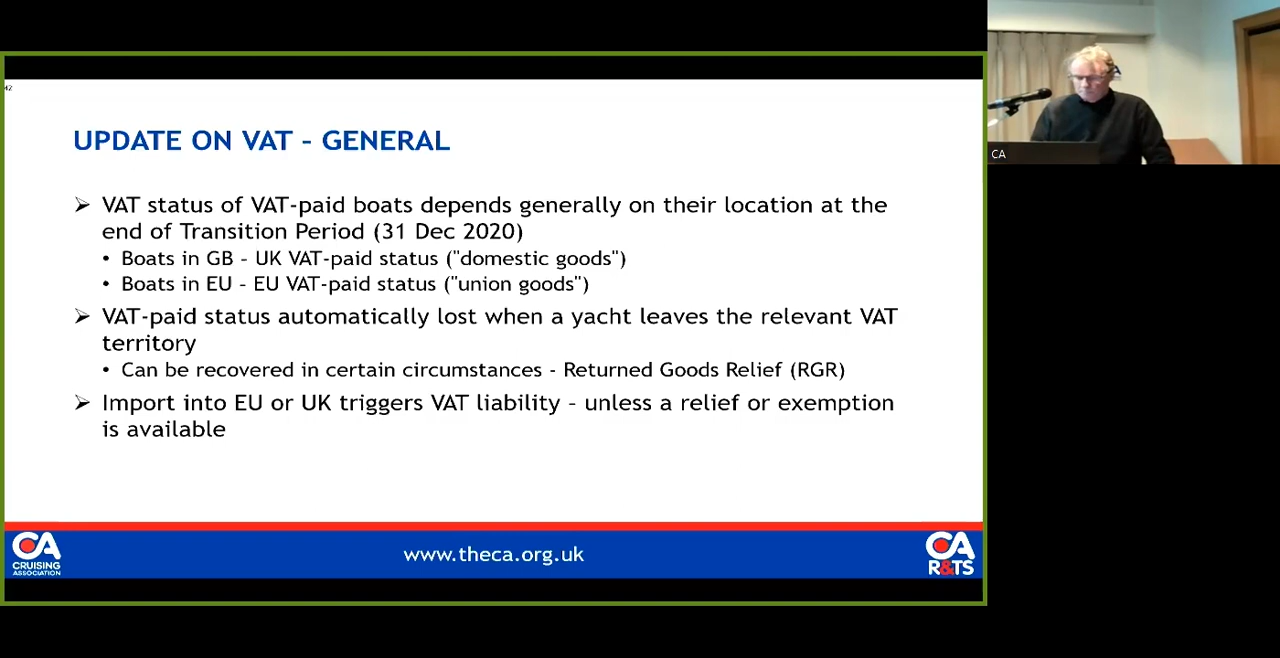 42
UPDATE ON VAT – GENERAL
➢ VAT status of VAT-paid boats depends generally on their location at the
end of Transition Period (31 Dec 2020)
• Boats in GB – UK VAT-paid status ("domestic goods")
• Boats in EU – EU VAT-paid status ("union goods")
➢ VAT-paid status automatically lost when a yacht leaves the relevant VAT
territory
• Can be recovered in certain circumstances - Returned Goods Relief (RGR)
➢ Import into EU or UK triggers VAT liability – unless a relief or exemption
is available
CA
CRUISING
ASSOCIATION
www.theca.org.uk
CA
R&TS
CA